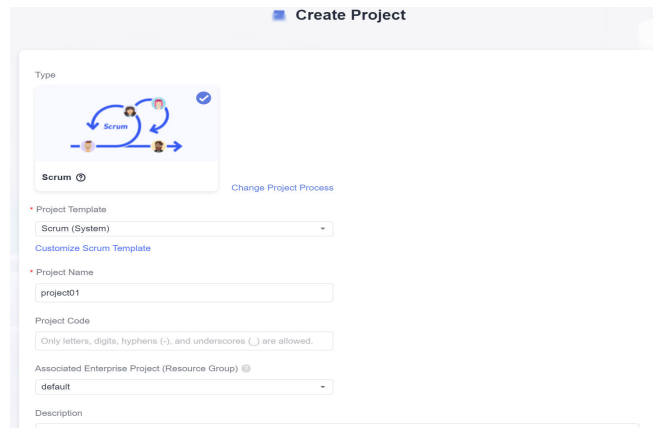 Create Project
Type
Scrum
Scrum
Change Project Process
* Project Template
Scrum (System)
Customize Scrum Template
* Project Name
project01
Project Code
Only letters, digits, hyphens (-), and underscores (_) are allowed.
Associated Enterprise Project (Resource Group)
default
Description